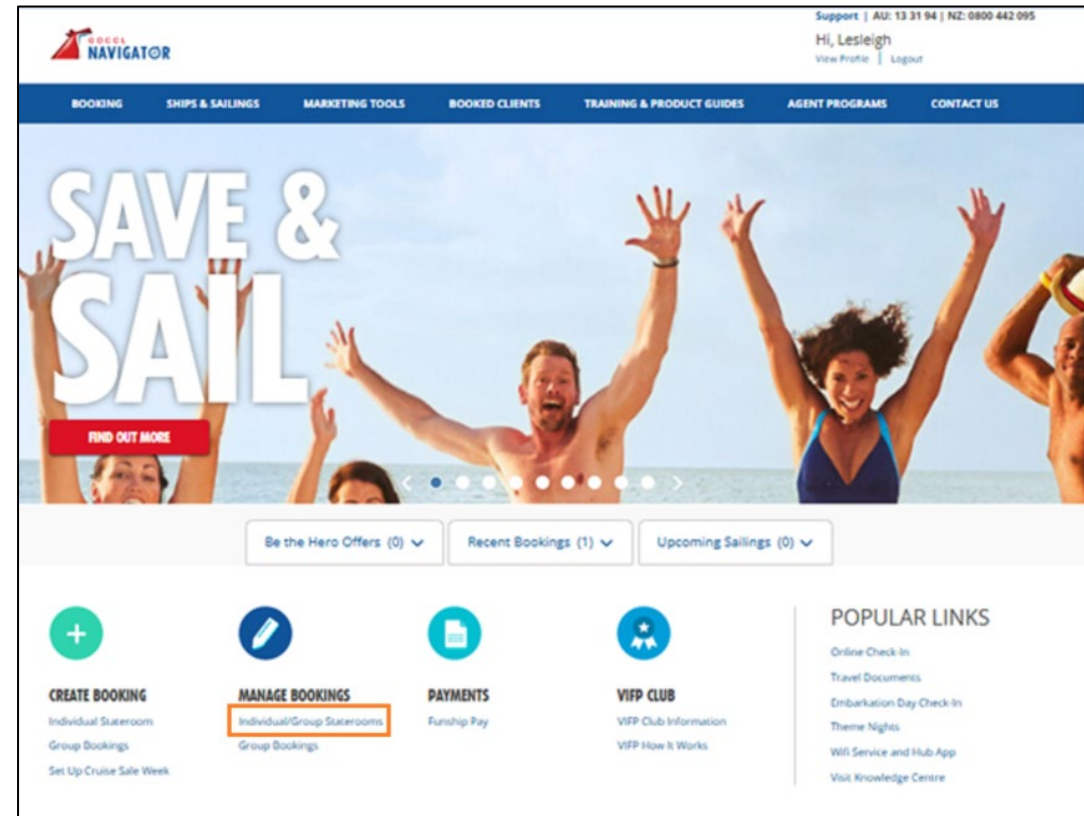 Support | AU: 13 31 94 | NZ: 0800 442 095
GOCCL
NAVIGATOR
Hi, Lesleigh
View Profile | Logout
BOOKING SHIPS & SAILINGS MARKETING TOOLS BOOKED CLIENTS TRAINING & PRODUCT GUIDES AGENT PROGRAMS CONTACT US
SAVE &
SAIL
FIND OUT MORE
Be the Hero Offers (0) Recent Bookings (1) Upcoming Sailings (0)
CREATE BOOKING
Individual Stateroom
Group Bookings
Set Up Cruise Sale Week
MANAGE BOOKINGS
Individual/Group Staterooms
Group Bookings
PAYMENTS
Funship Pay
VIFP CLUB
VIFP Club Information
VIFP How It Works
POPULAR LINKS
Online Check-In
Travel Documents
Embarkation Day Check-In
Theme Nights
Wifi Service and Hub App
Visit Knowledge Centre